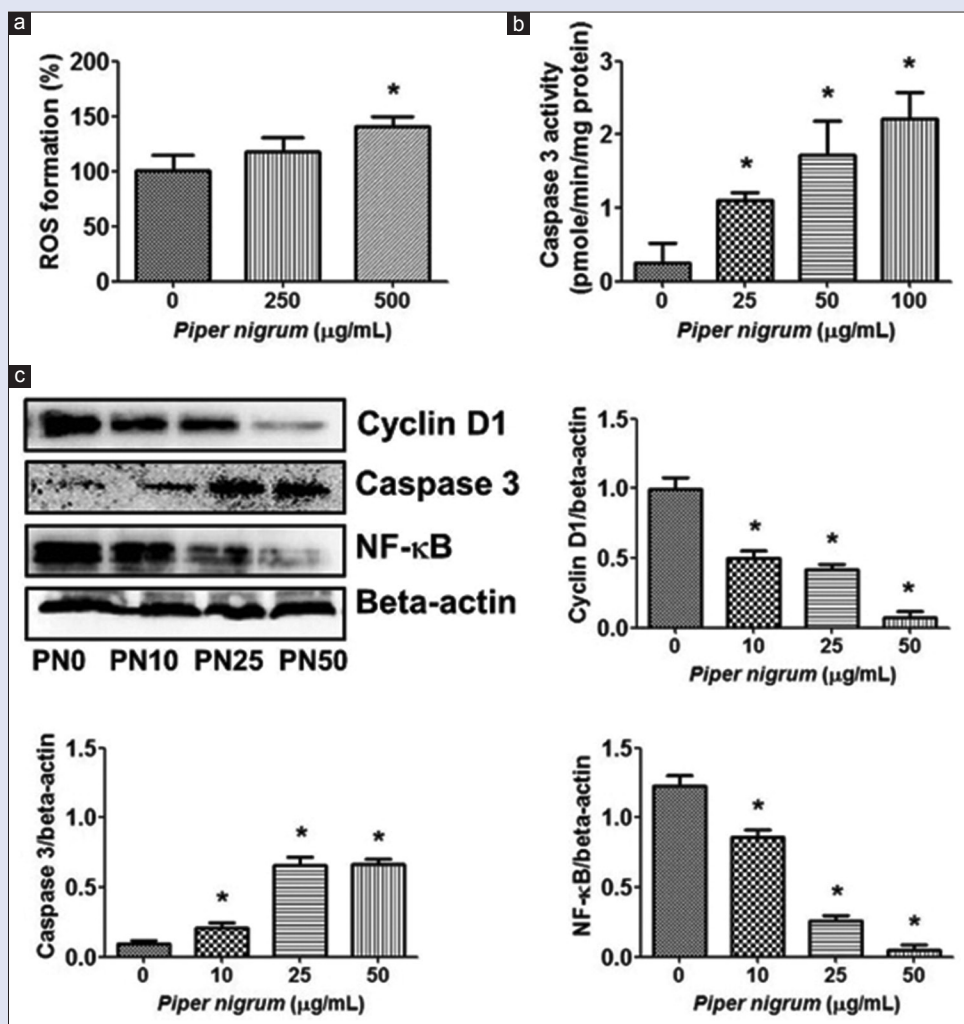 a
ROS formation (%)
200
150
100
50
0
*
0 250 500
Piper nigrum (μg/mL)
b
Caspase 3 activity
(pmole/min/mg protein)
3
2
1
0
* * *
0 25 50 100
Piper nigrum (μg/mL)
c
Cyclin D1
Caspase 3
NF-κB
Beta-actin
PN0 PN10 PN25 PN50
Cyclin D1/beta-actin
1.5
1.0
0.5
0.0
* * *
0 10 25 50
Piper nigrum (μg/mL)
Caspase 3/beta-actin
1.5
1.0
0.5
0.0
* * *
0 10 25 50
Piper nigrum (μg/mL)
NF-κB/beta-actin
1.5
1.0
0.5
0.0
* * *
0 10 25 50
Piper nigrum (μg/mL)